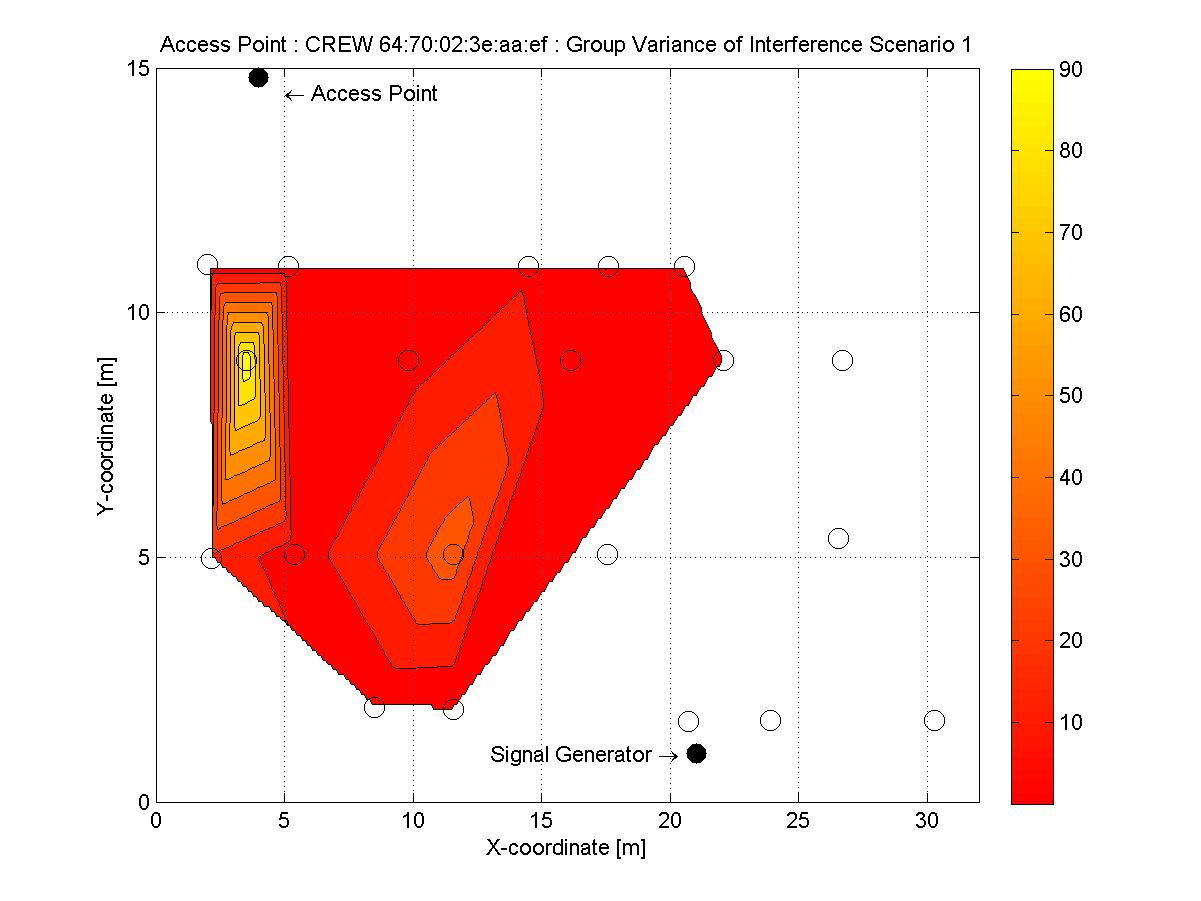 Access Point : CREW 64:70:02:3e:aa:ef : Group Variance of Interference Scenario 1
← Access Point
Signal Generator →
Y-coordinate [m]
15
10
5
0
0 5 10 15 20 25 30
X-coordinate [m]
90
80
70
60
50
40
30
20
10